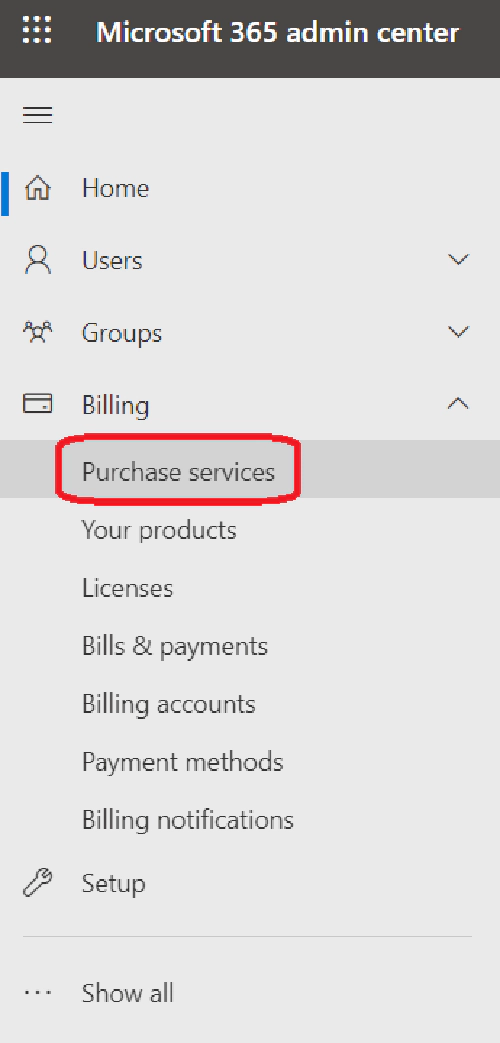 Microsoft 365 admin center
Home
Users
Groups
Billing
Purchase services
Your products
Licenses
Bills & payments
Billing accounts
Payment methods
Billing notifications
Setup
Show all